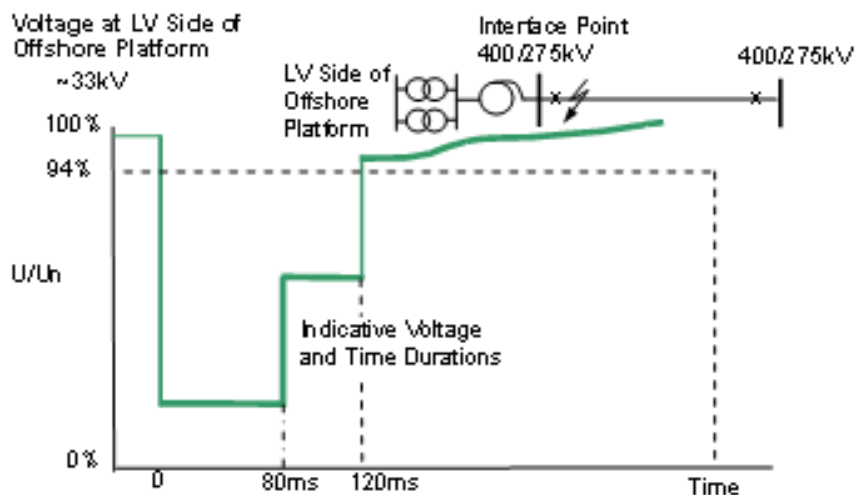 Voltage at LV Side of
Offshore Platform
~33kV
Interface Point
400/275kV
400/275kV
LV Side of
Offshore
Platform
100%
94%
U/Un
Indicative Voltage
and Time Durations
0%
0
80ms
120ms
Time